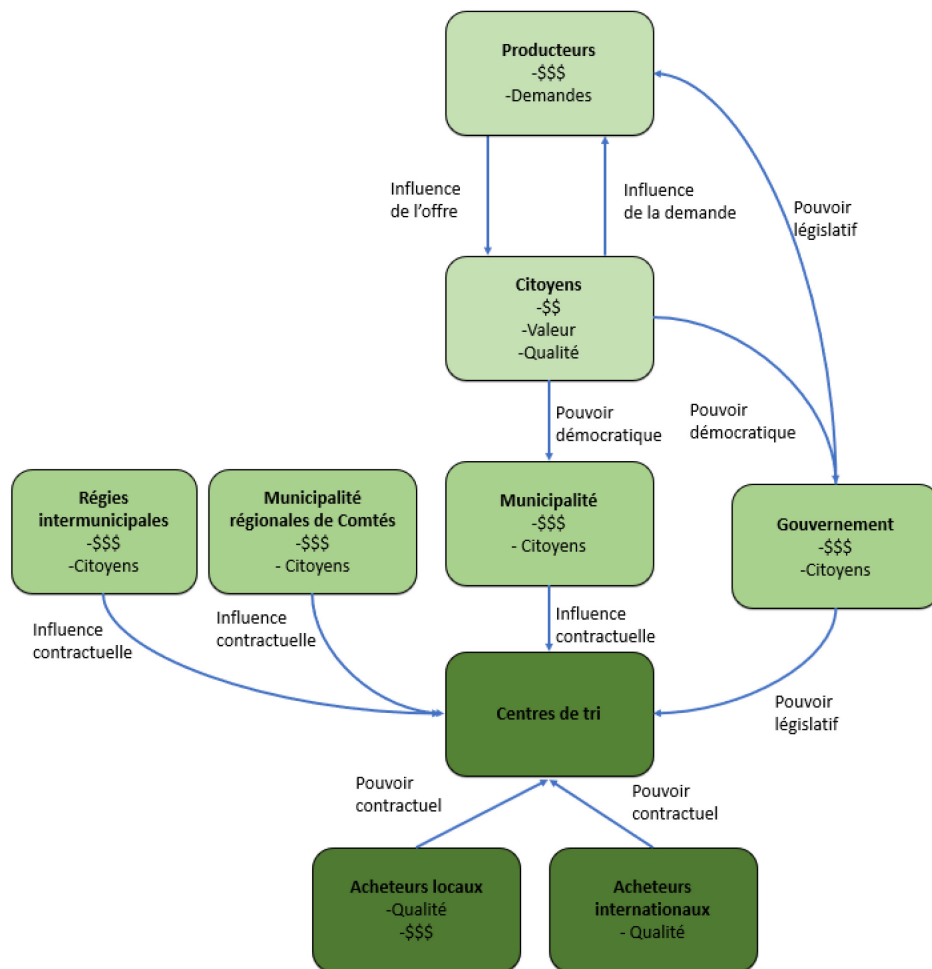 Producteurs
-$$$
-Demandes
Influence
de l’offre
Influence
de la demande
Pouvoir
législatif
Citoyens
-$$
-Valeur
-Qualité
Pouvoir
démocratique
Pouvoir
démocratique
Régies
intermunicipales
-$$$
-Citoyens
Municipalité
régionales de Comtés
-$$$
- Citoyens
Municipalité
-$$$
- Citoyens
Gouvernement
-$$$
-Citoyens
Influence
contractuelle
Influence
contractuelle
Influence
contractuelle
Centres de tri
Pouvoir
législatif
Pouvoir
contractuel
Pouvoir
contractuel
Acheteurs locaux
-Qualité
-$$$
Acheteurs
internationaux
- Qualité